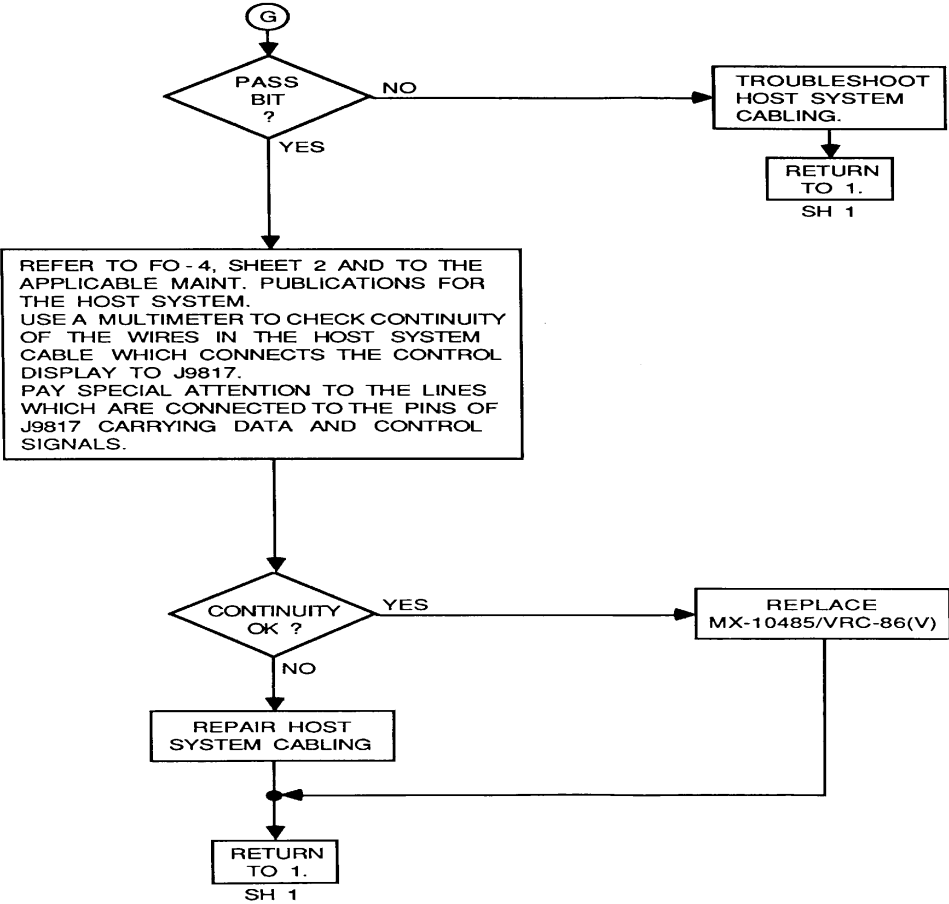 G
PASS
BIT
?
NO
YES
TROUBLESHOOT
HOST SYSTEM
CABLING.
RETURN
TO 1.
SH 1
REFER TO FO-4, SHEET 2 AND TO THE
APPLICABLE MAINT. PUBLICATIONS FOR
THE HOST SYSTEM.
USE A MULTIMETER TO CHECK CONTINUITY
OF THE WIRES IN THE HOST SYSTEM
CABLE WHICH CONNECTS THE CONTROL
DISPLAY TO J9817.
PAY SPECIAL ATTENTION TO THE LINES
WHICH ARE CONNECTED TO THE PINS OF
J9817 CARRYING DATA AND CONTROL
SIGNALS.
CONTINUITY
OK ?
YES
NO
REPLACE
MX-10485/VRC-86(V)
REPAIR HOST
SYSTEM CABLING
RETURN
TO 1.
SH 1